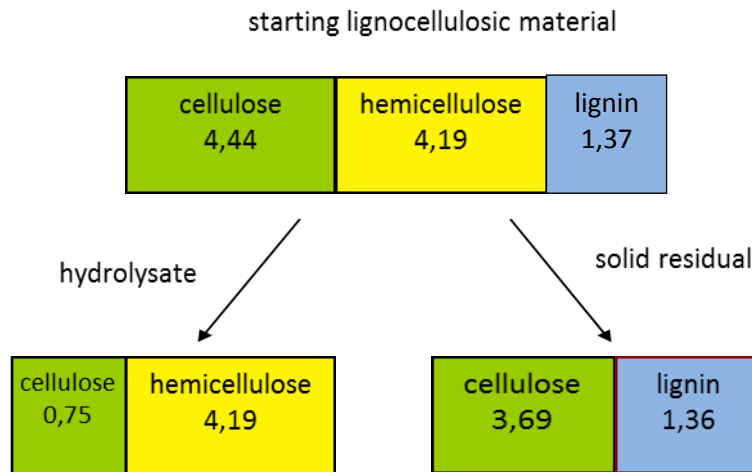 starting lignocellulosic material
cellulose
4,44
hemicellulose
4,19
lignin
1,37
hydrolysate
solid residual
cellulose
0,75
hemicellulose
4,19
cellulose
3,69
lignin
1,36